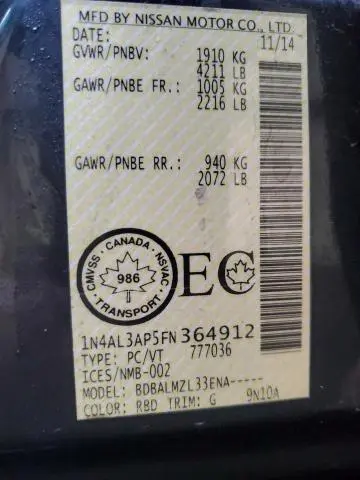 MFD BY NISSAN MOTOR CO., LTD.
DATE: 11/14
GVWR/PNBV: 1910 KG
4211 LB
GAWR/PNBE FR.: 1005 KG
2216 LB
GAWR/PNBE RR.: 940 KG
2072 LB
CANADA
CMVSS NSVAC
986
TRANSPORT
EC
1N4AL3AP5FN364912
TYPE: PC/VT 777036
ICES/NMB-002
MODEL: BDBALMZL33ENA-----
COLOR: RBD TRIM: G 9N10A